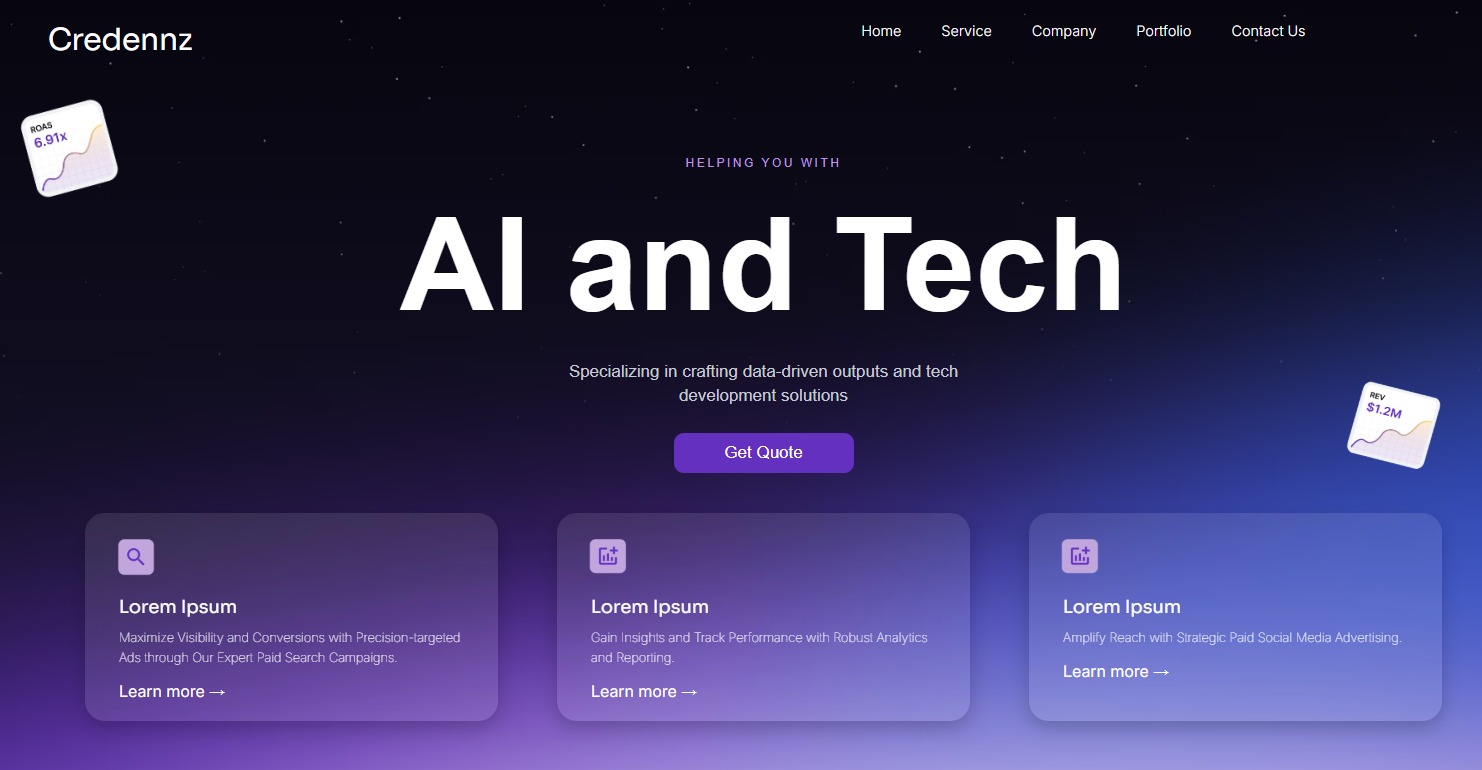 Credennz
Home Service Company Portfolio Contact Us
ROAS
6.91x
HELPING YOU WITH
AI and Tech
Specializing in crafting data-driven outputs and tech
development solutions
REV
$1.2M
Get Quote
Lorem Ipsum
Maximize Visibility and Conversions with Precision-targeted
Ads through Our Expert Paid Search Campaigns.
Learn more →
Lorem Ipsum
Gain Insights and Track Performance with Robust Analytics
and Reporting.
Learn more →
Lorem Ipsum
Amplify Reach with Strategic Paid Social Media Advertising.
Learn more →